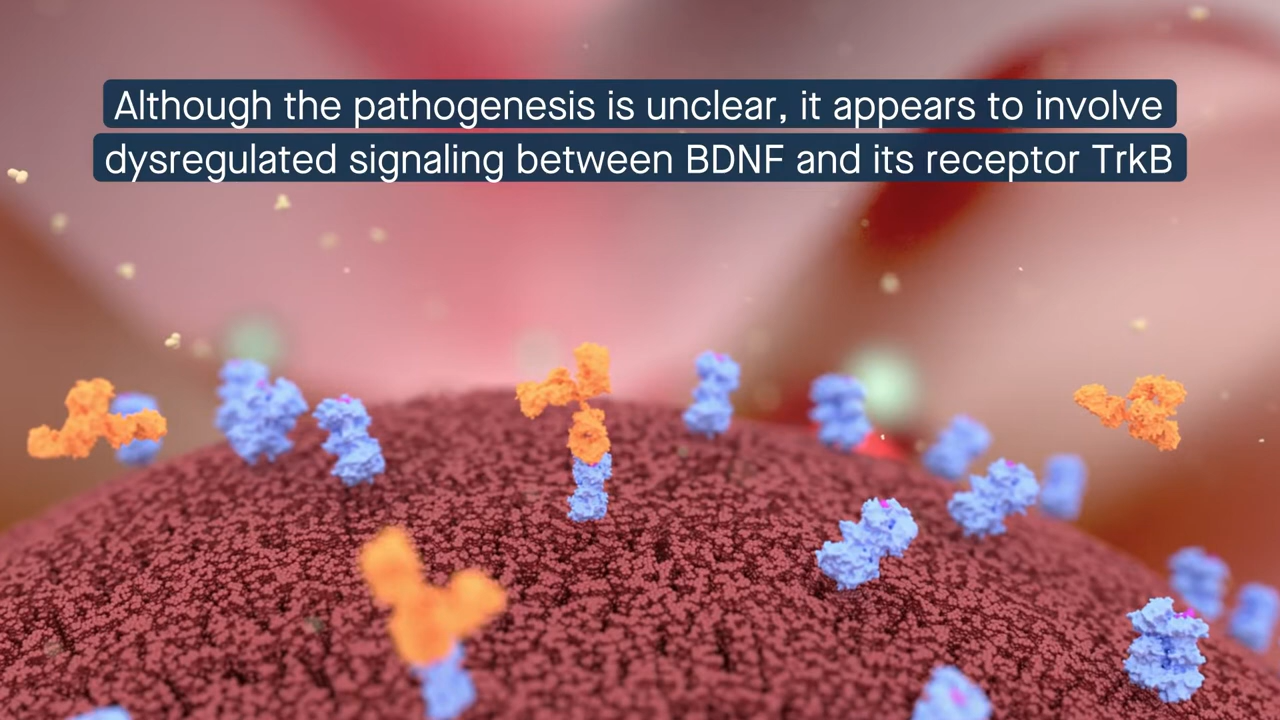 Although the pathogenesis is unclear, it appears to involve
dysregulated signaling between BDNF and its receptor TrkB